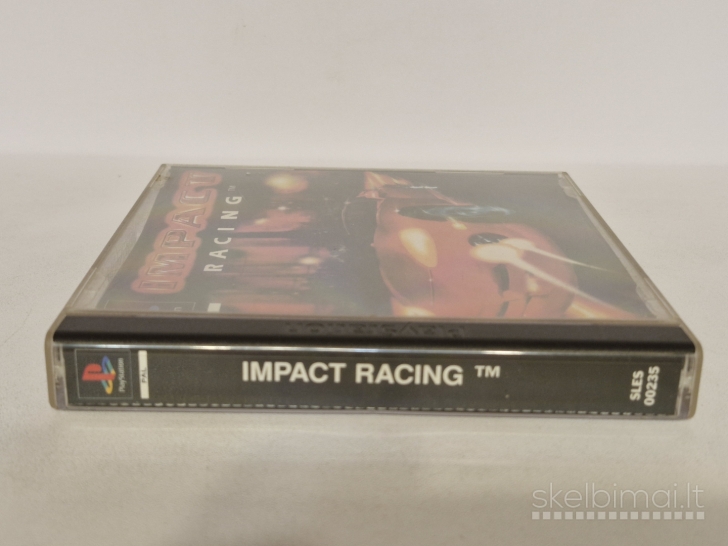 IMPACT
RACING™
PlayStation
PAL
IMPACT RACING ™
SLES
00235
skelbimai.lt